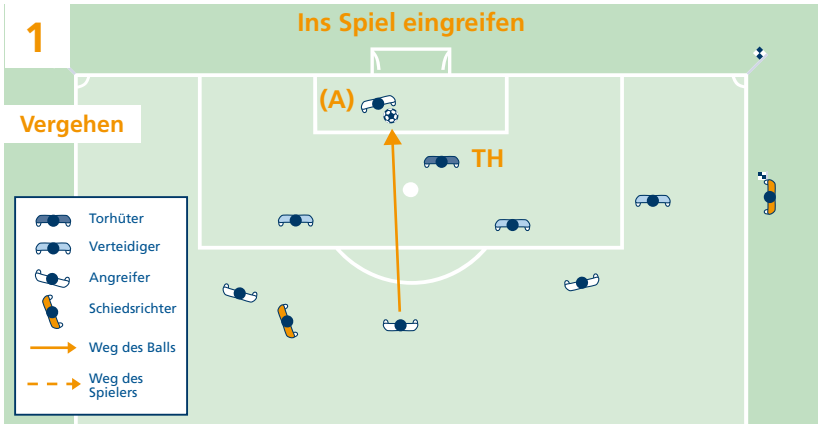 1
Ins Spiel eingreifen
(A)
Vergehen
TH
Torhüter
Verteidiger
Angreifer
Schiedsrichter
Weg des Balls
Weg des
Spielers